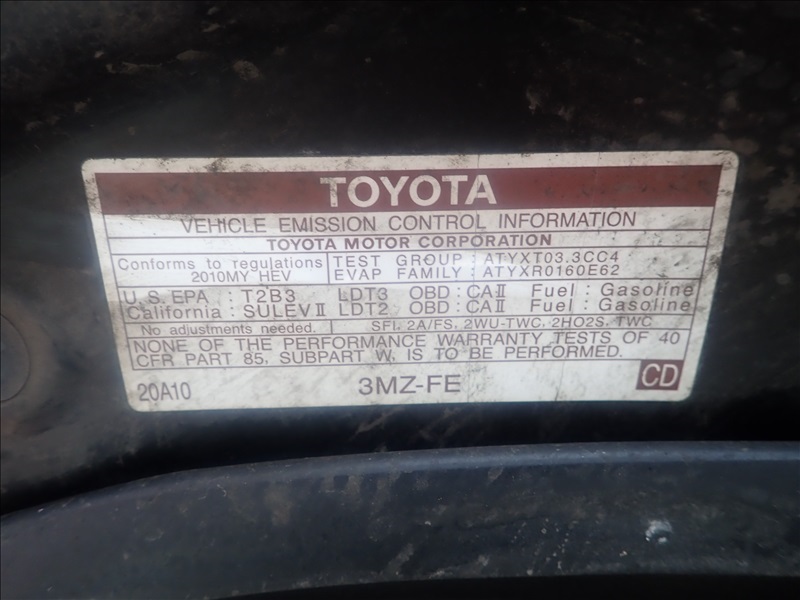 TOYOTA
VEHICLE EMISSION CONTROL INFORMATION
TOYOTA MOTOR CORPORATION
Conforms to regulations 2010MY HEV
TEST GROUP : ATYXT03.3CC4
EVAP FAMILY : ATYXR0160E62
U.S. EPA : T2B3 LDT3 OBD : CAⅡ Fuel : Gasoline
California : SULEVⅡ LDT2 OBD : CAⅡ Fuel : Gasoline
No adjustments needed. SFI, 2A/FS, 2WU-TWC, 2HO2S, TWC
NONE OF THE PERFORMANCE WARRANTY TESTS OF 40
CFR PART 85, SUBPART W, IS TO BE PERFORMED.
20A10 3MZ-FE CD